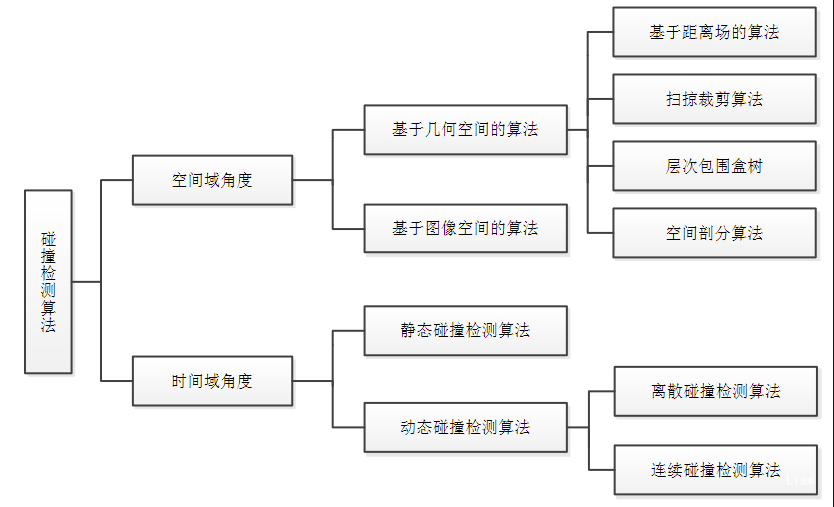 碰撞检测算法
空间域角度
基于几何空间的算法
基于距离场的算法
扫掠裁剪算法
层次包围盒树
空间剖分算法
基于图像空间的算法
时间域角度
静态碰撞检测算法
动态碰撞检测算法
离散碰撞检测算法
连续碰撞检测算法